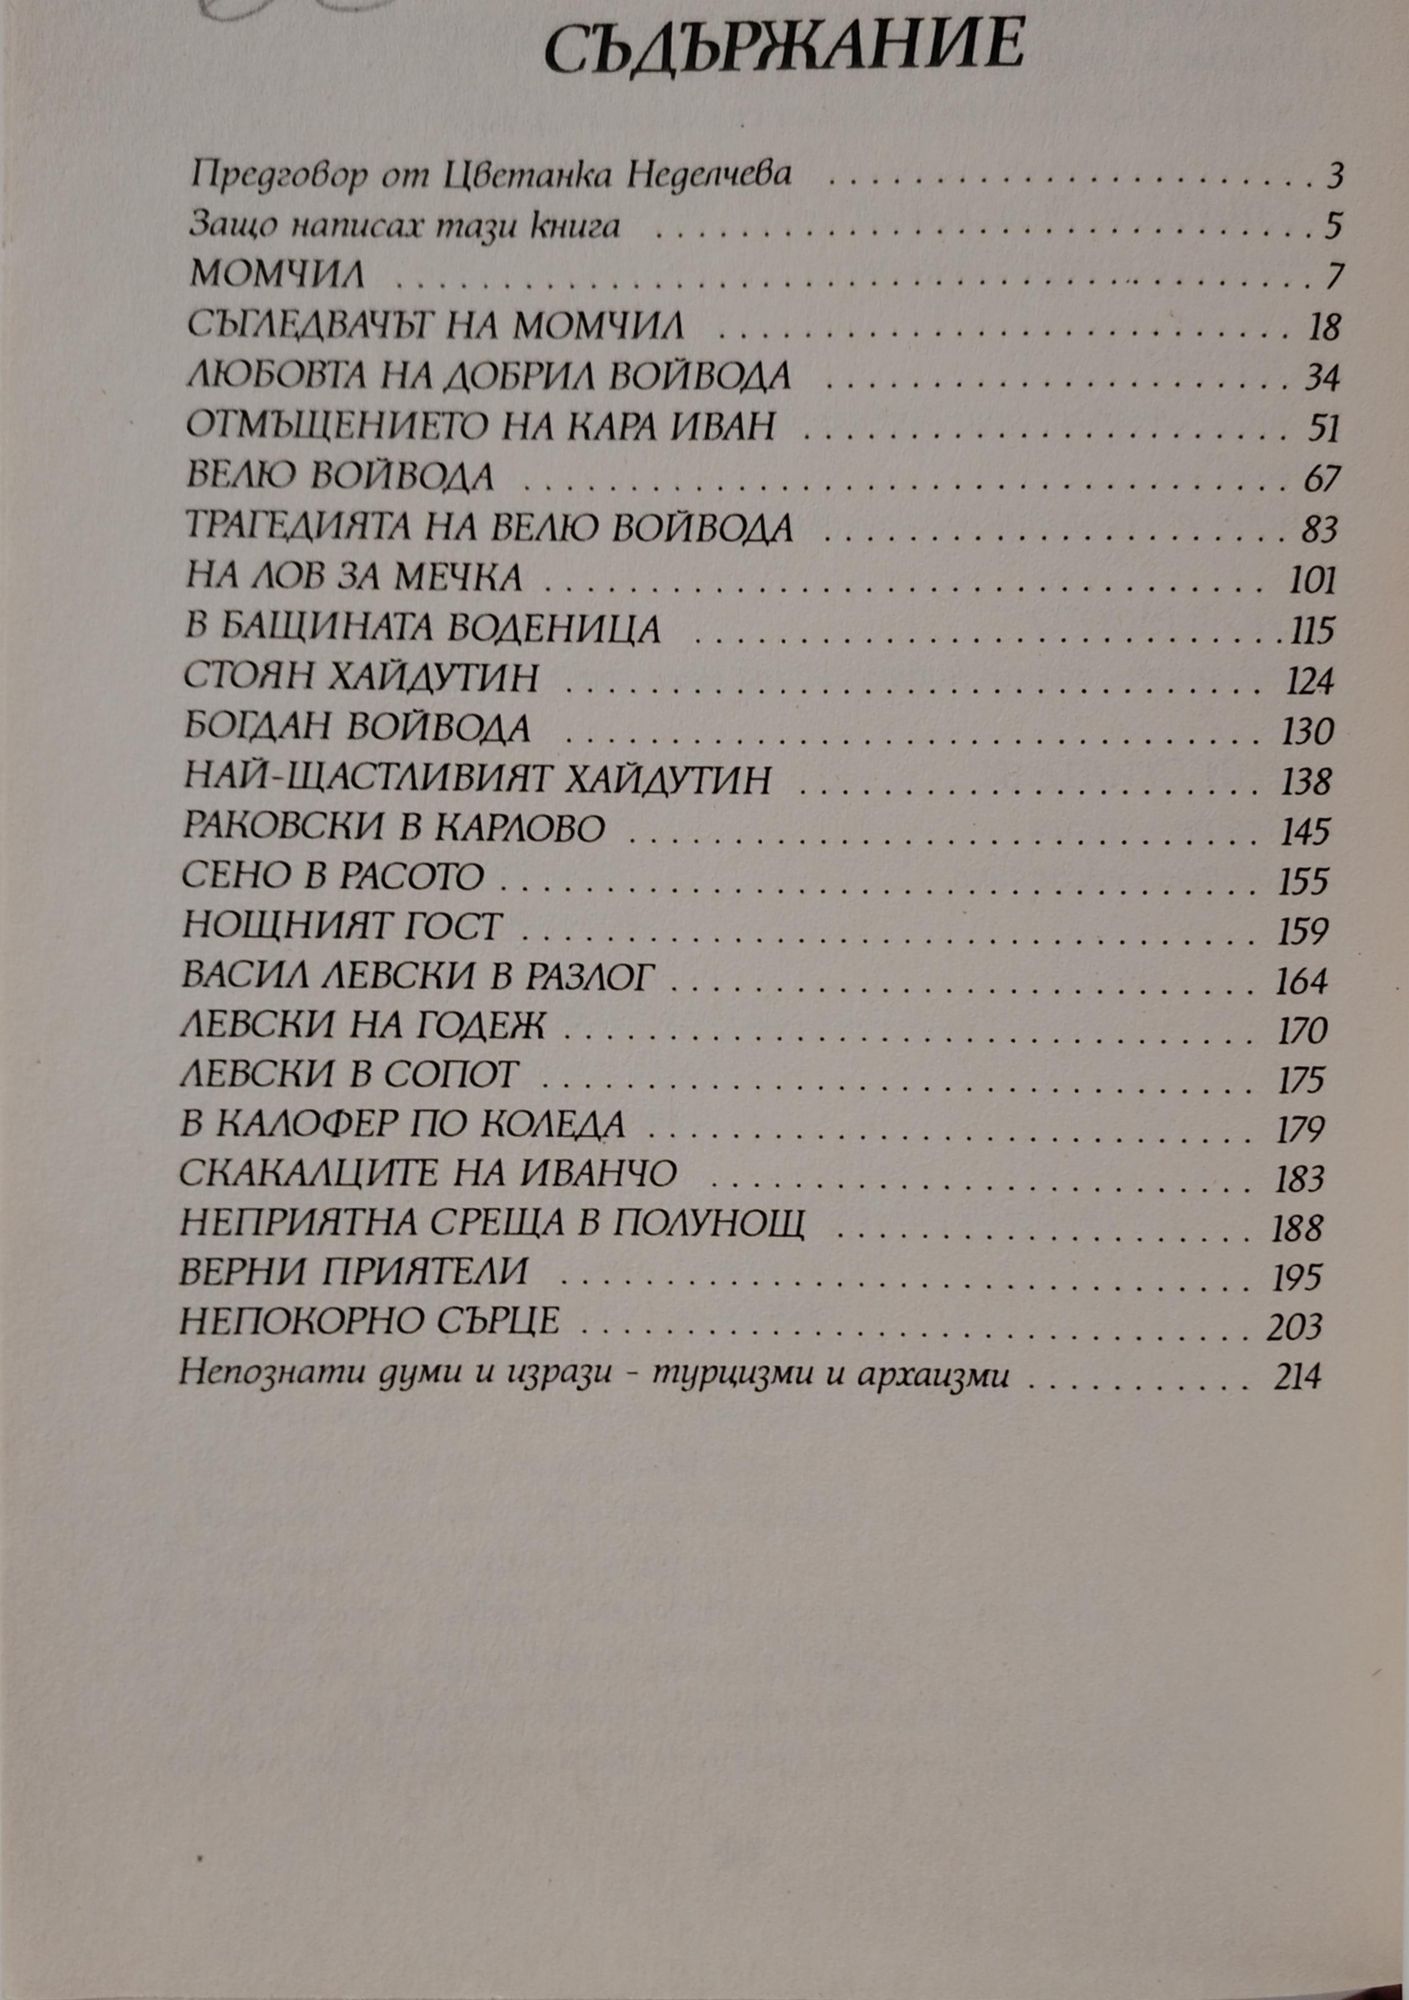 СЪДЪРЖАНИЕ
Предговор от Цветанка Неделчева ........................ 3
Защо написах тази книга ................................ 5
МОМЧИЛ ............................................ 7
СЪГЛЕДВАЧЪТ НА МОМЧИЛ ........................... 18
ЛЮБОВТА НА ДОБРИЛ ВОЙВОДА ...................... 34
ОТМЪЩЕНИЕТО НА КАРА ИВАН ....................... 51
ВЕЛЮ ВОЙВОДА .................................... 67
ТРАГЕДИЯТА НА ВЕЛЮ ВОЙВОДА ...................... 83
НА ЛОВ ЗА МЕЧКА .................................. 101
В БАЩИНАТА ВОДЕНИЦА ............................ 115
СТОЯН ХАЙДУТИН ................................. 124
БОГДАН ВОЙВОДА ................................. 130
НАЙ-ЩАСТЛИВИЯТ ХАЙДУТИН ...................... 138
РАКОВСКИ В КАРЛОВО .............................. 145
СЕНО В РАСОТО .................................... 155
НОЩНИЯТ ГОСТ ................................... 159
ВАСИЛ ЛЕВСКИ В РАЗЛОГ ............................ 164
ЛЕВСКИ НА ГОДЕЖ ................................. 170
ЛЕВСКИ В СОПОТ .................................. 175
В КАЛОФЕР ПО КОЛЕДА ............................. 179
СКАКАЛЦИТЕ НА ИВАНЧО .......................... 183
НЕПРИЯТНА СРЕЩА В ПОЛУНОЩ .................... 188
ВЕРНИ ПРИЯТЕЛИ ................................. 195
НЕПОКОРНО СЪРЦЕ ................................ 203
Непознати думи и изрази - турцизми и архаизми ........... 214